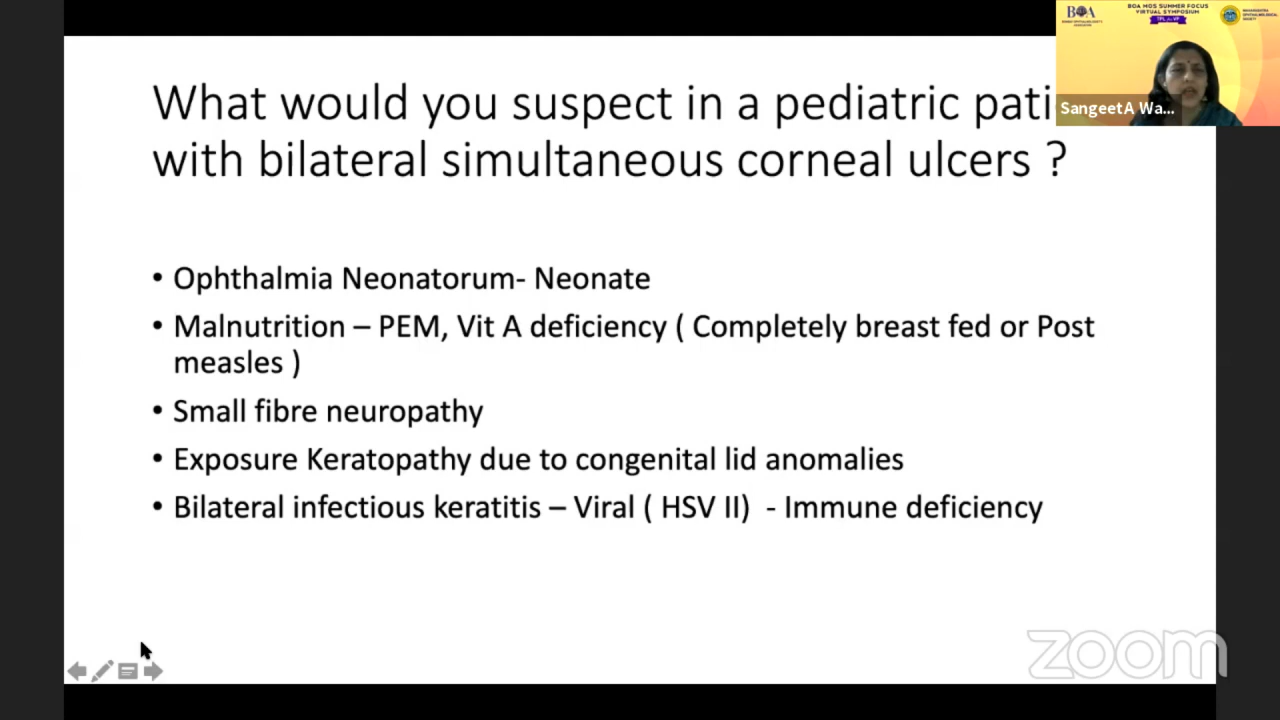 BOA MOS SUMMER FOCUS
VIRTUAL SYMPOSIUM
BOA
SangeetA Wa...
What would you suspect in a pediatric pati
with bilateral simultaneous corneal ulcers ?
• Ophthalmia Neonatorum- Neonate
• Malnutrition – PEM, Vit A deficiency ( Completely breast fed or Post
measles )
• Small fibre neuropathy
• Exposure Keratopathy due to congenital lid anomalies
• Bilateral infectious keratitis – Viral ( HSV II)  - Immune deficiency
zoom